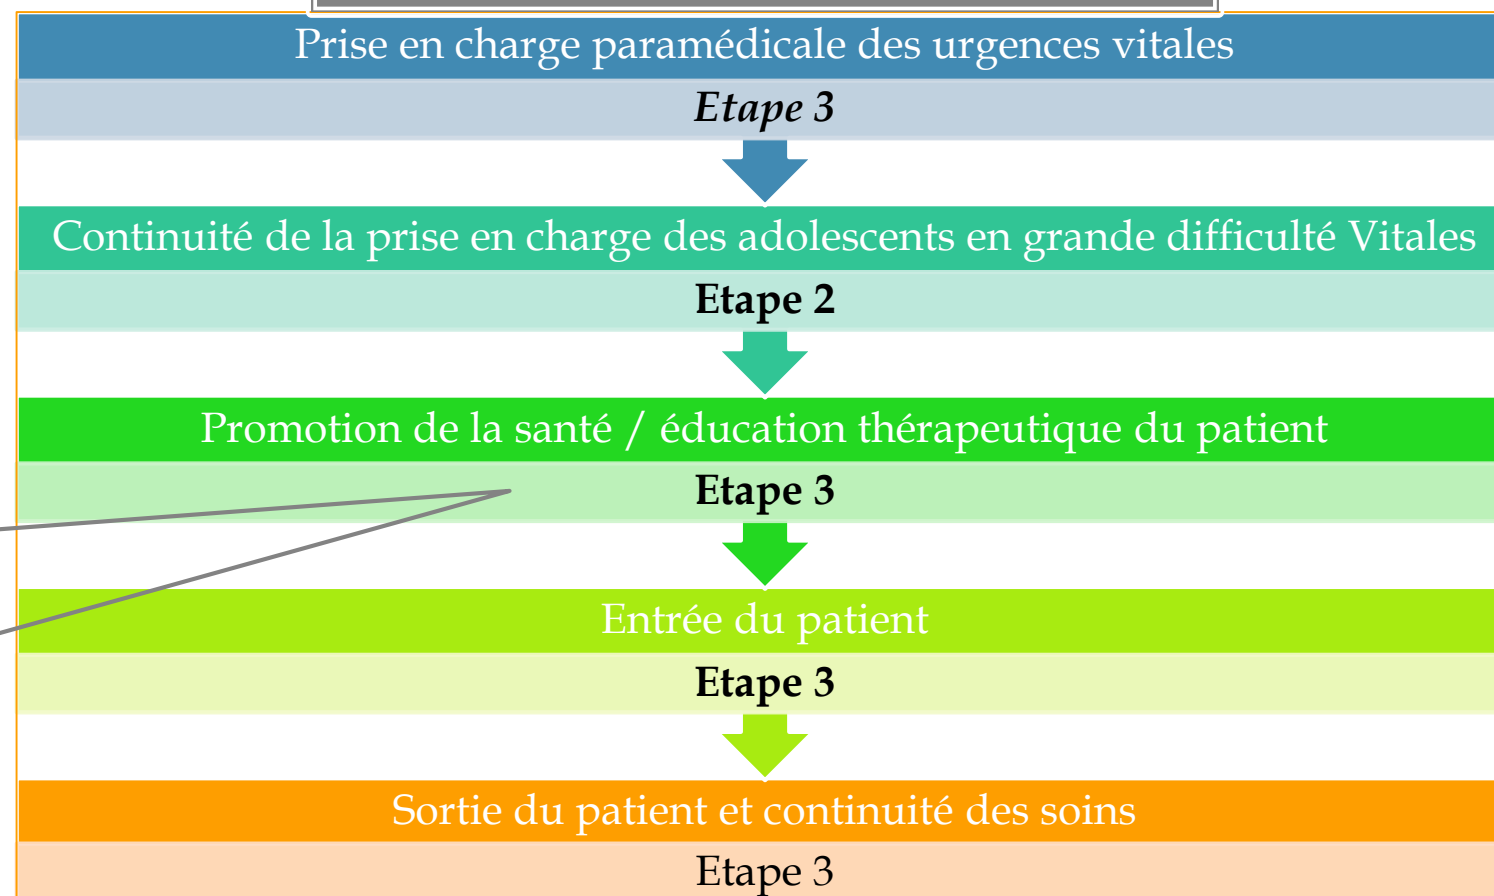 Prise en charge paramédicale des urgences vitales
Etape 3
Continuité de la prise en charge des adolescents en grande difficulté Vitales
Etape 2
Promotion de la santé / éducation thérapeutique du patient
Etape 3
Entrée du patient
Etape 3
Sortie du patient et continuité des soins
Etape 3